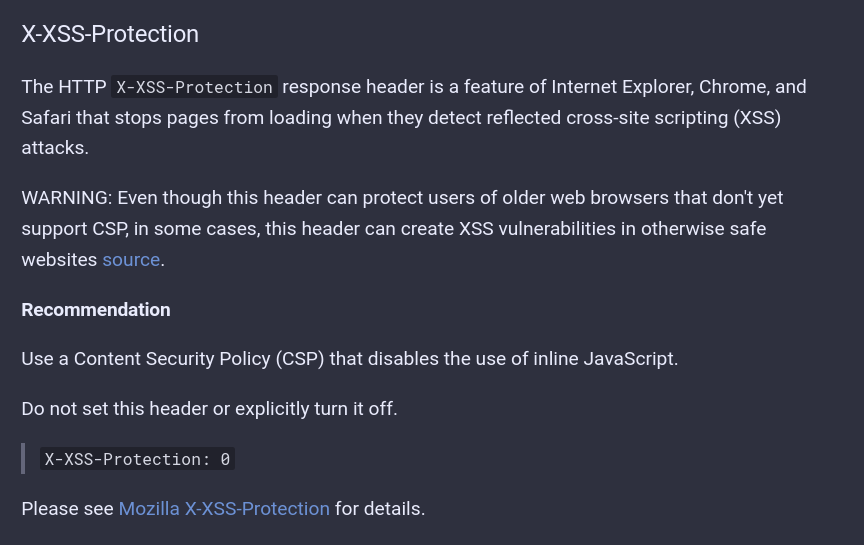 X-XSS-Protection
The HTTP X-XSS-Protection response header is a feature of Internet Explorer, Chrome, and
Safari that stops pages from loading when they detect reflected cross-site scripting (XSS)
attacks.
WARNING: Even though this header can protect users of older web browsers that don't yet
support CSP, in some cases, this header can create XSS vulnerabilities in otherwise safe
websites source.
Recommendation
Use a Content Security Policy (CSP) that disables the use of inline JavaScript.
Do not set this header or explicitly turn it off.
X-XSS-Protection: 0
Please see Mozilla X-XSS-Protection for details.